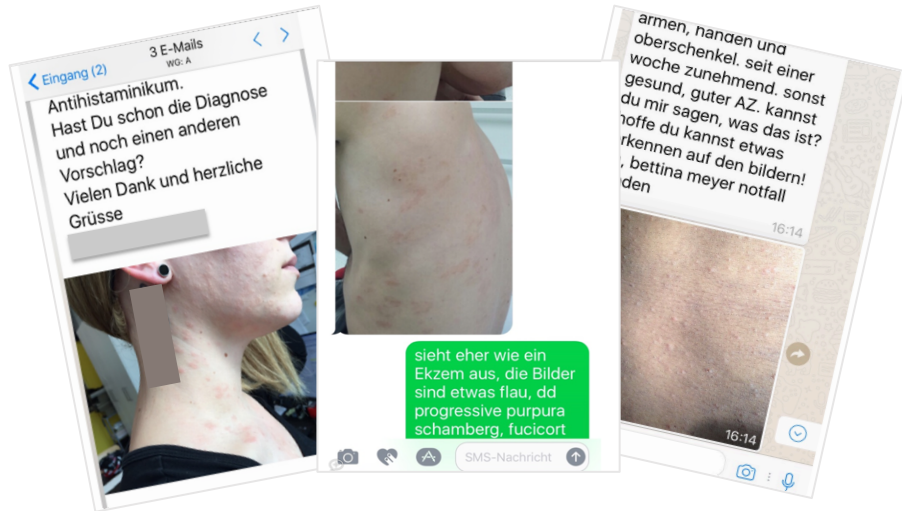 Eingang (2)
3 E-Mails
WG: A
Antihistaminikum.
Hast Du schon die Diagnose
und noch einen anderen
Vorschlag?
Vielen Dank und herzliche
Grüsse
sieht eher wie ein
Ekzem aus, die Bilder
sind etwas flau, dd
progressive purpura
schamberg, fucicort
SMS-Nachricht
armen, händen und
oberschenkel. seit einer
woche zunehmend. sonst
gesund, guter AZ. kannst
du mir sagen, was das ist?
hoffe du kannst etwas
rkennen auf den bildern!
, bettina meyer notfall
den
16:14
16:14